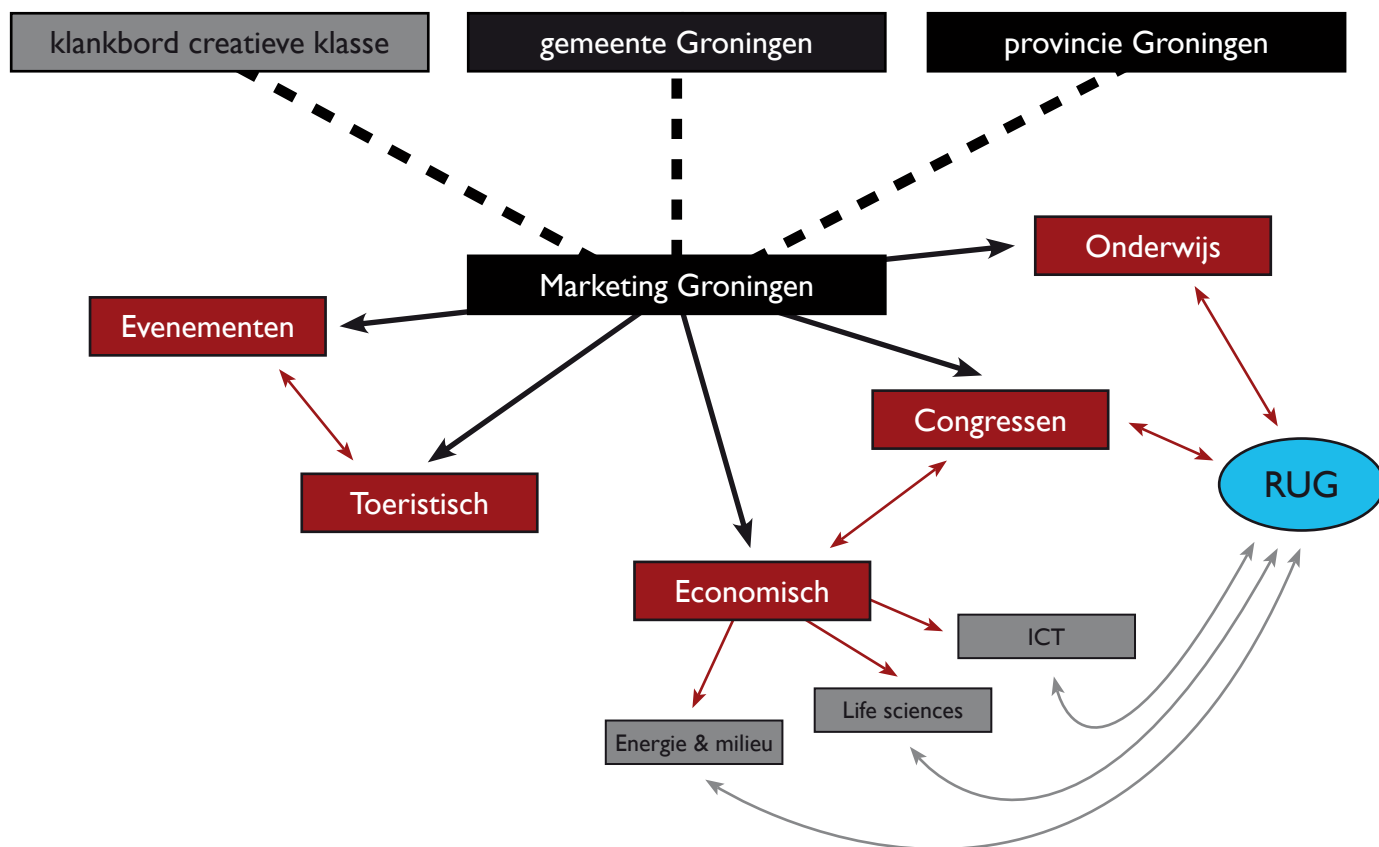 klankbord creatieve klasse
gemeente Groningen
provincie Groningen
Onderwijs
Marketing Groningen
Evenementen
Congressen
RUG
Toeristisch
Economisch
ICT
Life sciences
Energie & milieu